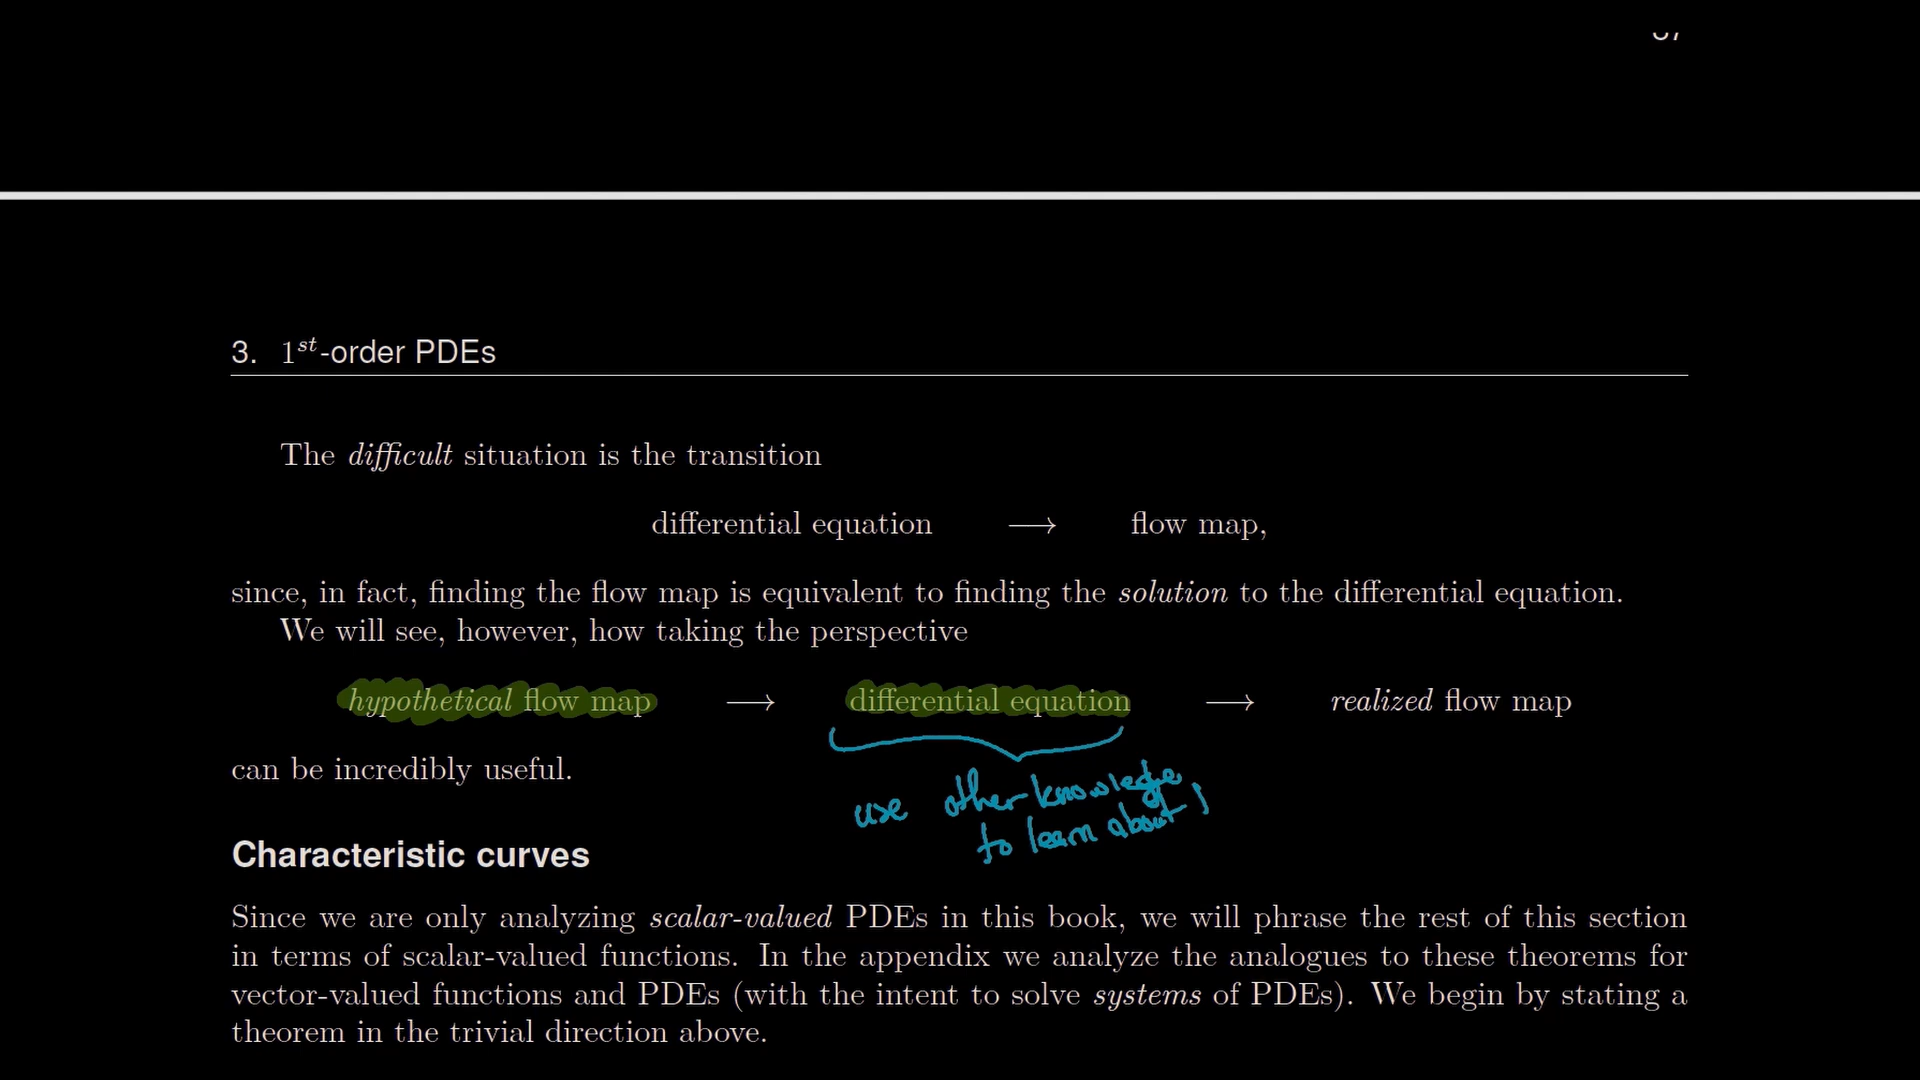 3. 1st-order PDEs
The difficult situation is the transition
differential equation ⟶ flow map,
since, in fact, finding the flow map is equivalent to finding the solution to the differential equation.
We will see, however, how taking the perspective
hypothetical flow map ⟶ differential equation ⟶ realized flow map
can be incredibly useful.
use other knowledge
to learn about
Characteristic curves
Since we are only analyzing scalar-valued PDEs in this book, we will phrase the rest of this section
in terms of scalar-valued functions. In the appendix we analyze the analogues to these theorems for
vector-valued functions and PDEs (with the intent to solve systems of PDEs). We begin by stating a
theorem in the trivial direction above.